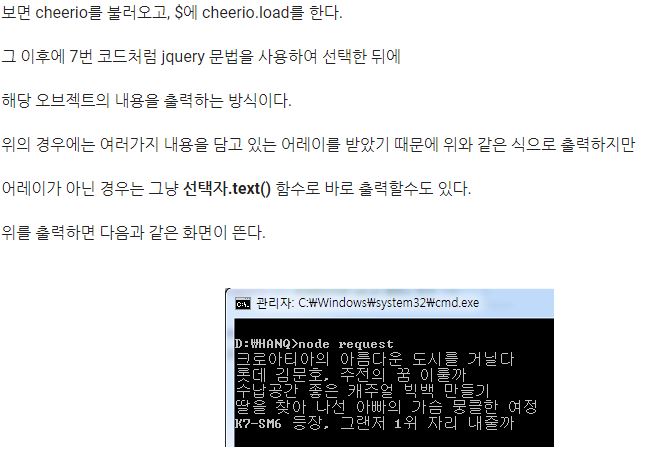 보면 cheerio를 불러오고, $에 cheerio.load를 한다.
그 이후에 7번 코드처럼 jquery 문법을 사용하여 선택한 뒤에
해당 오브젝트의 내용을 출력하는 방식이다.
위의 경우에는 여러가지 내용을 담고 있는 어레이를 받았기 때문에 위와 같은 식으로 출력하지만
어레이가 아닌 경우는 그냥 선택자.text() 함수로 바로 출력할수도 있다.
위를 출력하면 다음과 같은 화면이 뜬다.
관리자: C:\Windows\system32\cmd.exe
D:\HANQ>node request
크로아티아의 아름다운 도시를 거닐다
롯데 김문호, 주전의 꿈 이룰까
수납공간 좋은 캐주얼 빅백 만들기
딸을 찾아 나선 아빠의 가슴 뭉클한 여정
K7-SM6 등장, 그랜저 1위 자리 내줄까